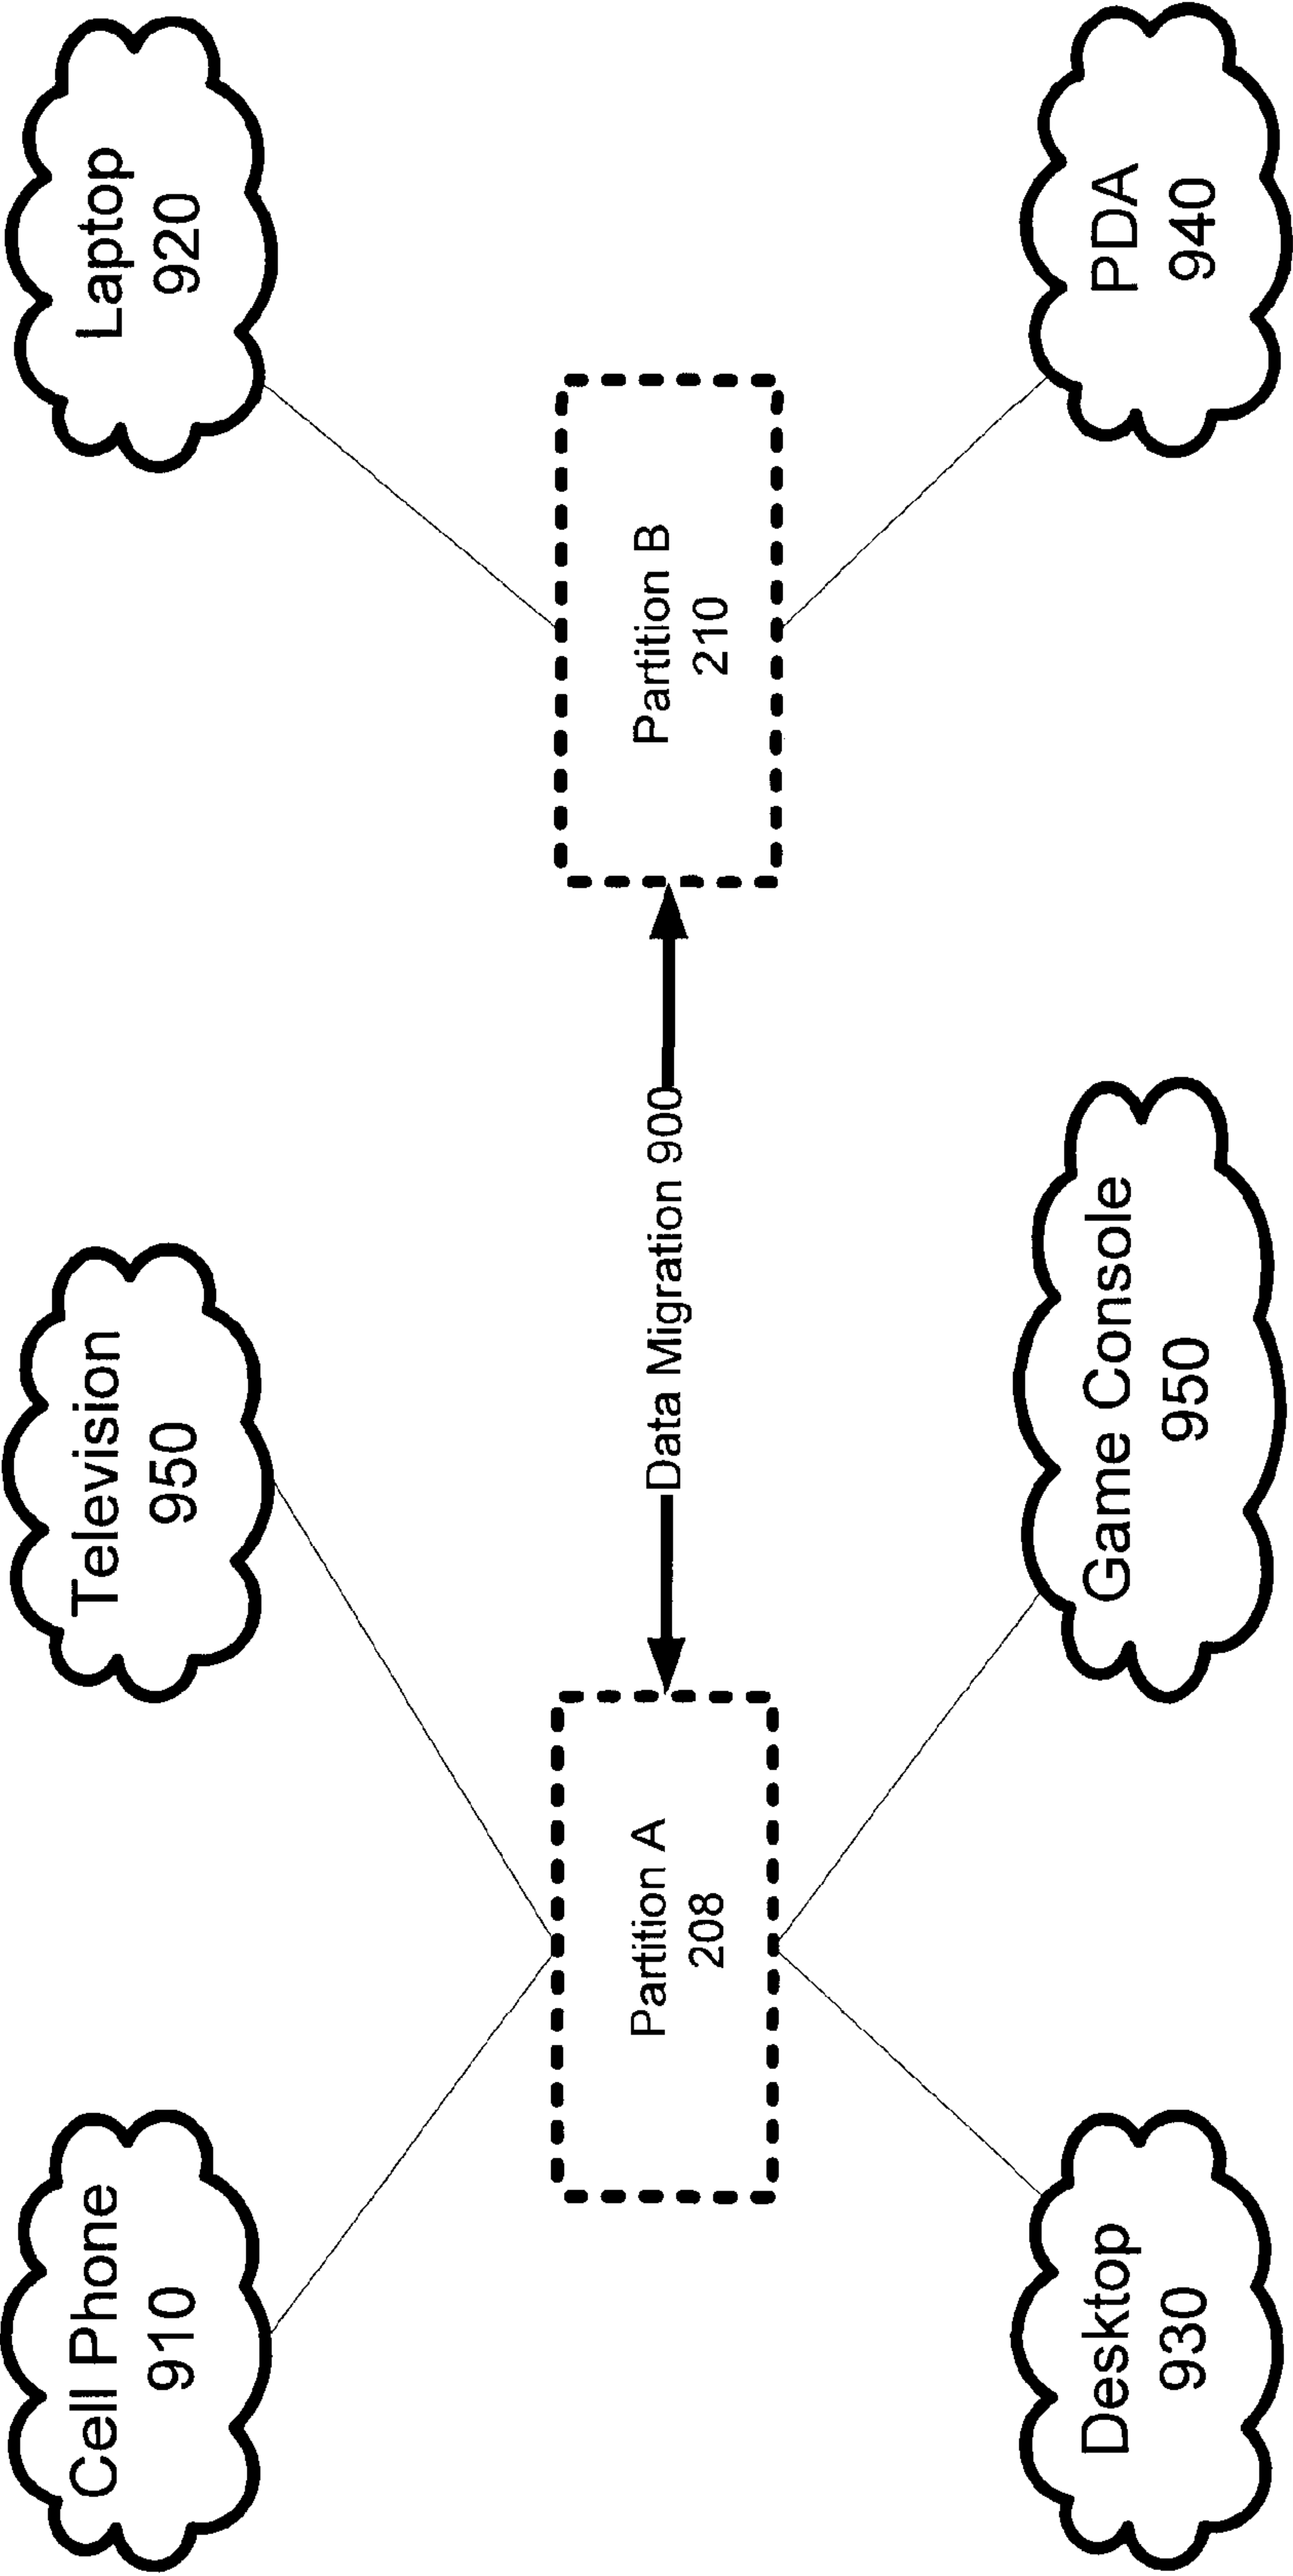 Cell Phone
910
Television
950
Laptop
920
Partition A
208
Data Migration 900
Partition B
210
Desktop
930
Game Console
950
PDA
940